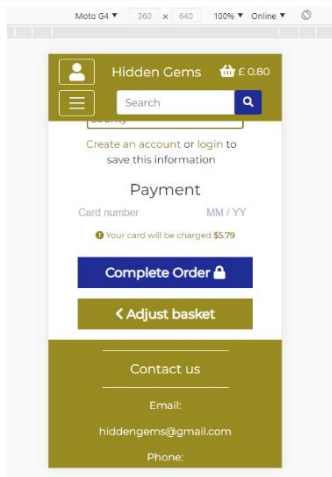 Moto G4 ▼ 360 x 640 100% ▼ Online ▼
Hidden Gems £ 0.80
Search
Create an account or login to
save this information
Payment
Card number MM / YY
Your card will be charged $5.79
Complete Order
Adjust basket
Contact us
Email:
hiddengems@gmail.com
Phone: